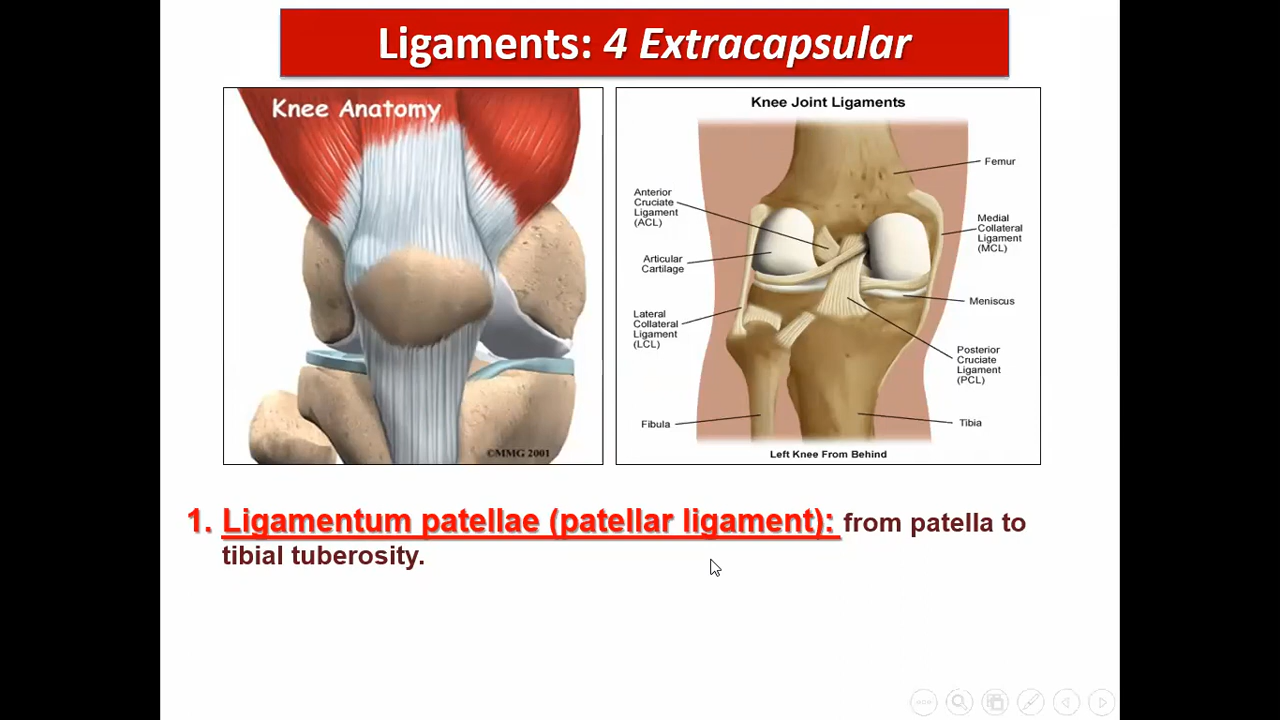 Ligaments: 4 Extracapsular
Knee Anatomy
©MMG 2001
Knee Joint Ligaments
Femur
Anterior
Cruciate
Ligament
(ACL)
Medial
Collateral
Ligament
(MCL)
Articular
Cartilage
Meniscus
Lateral
Collateral
Ligament
(LCL)
Posterior
Cruciate
Ligament
(PCL)
Fibula
Tibia
Left Knee From Behind
1. Ligamentum patellae (patellar ligament): from patella to
tibial tuberosity.